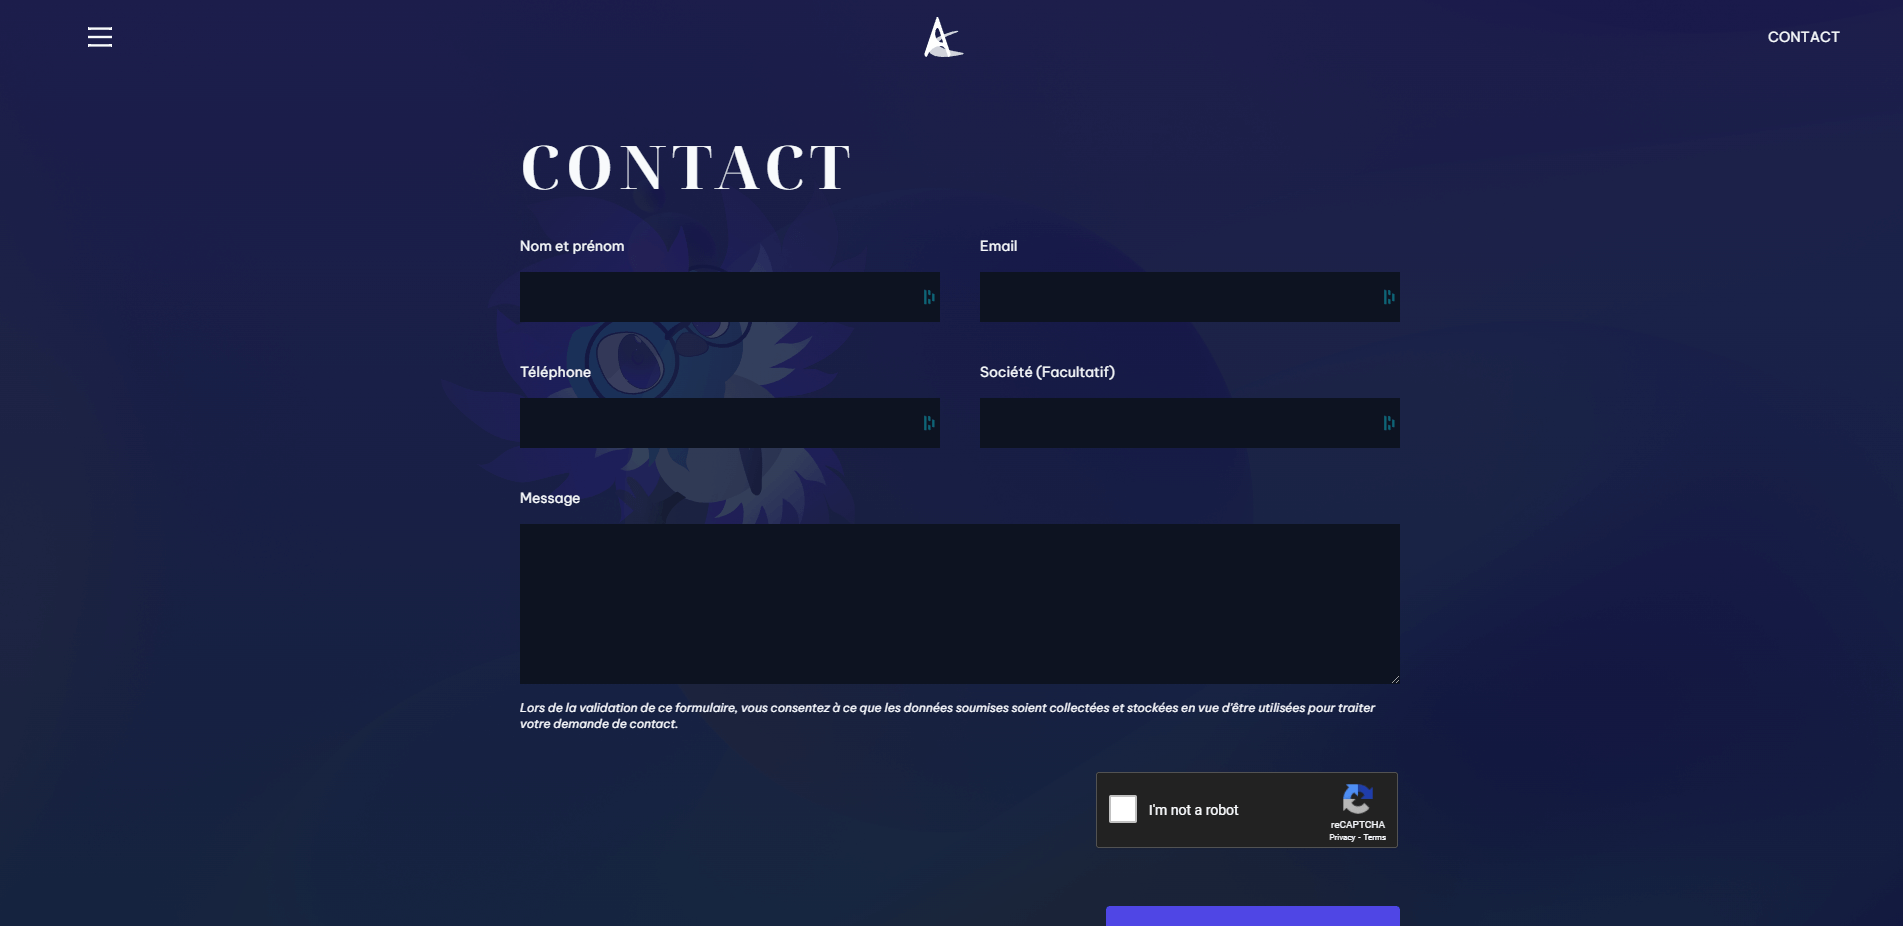 CONTACT
CONTACT
Nom et prénom
Email
Téléphone
Société (Facultatif)
Message
Lors de la validation de ce formulaire, vous consentez à ce que les données soumises soient collectées et stockées en vue d'être utilisées pour traiter
votre demande de contact.
I'm not a robot
reCAPTCHA
Privacy - Terms